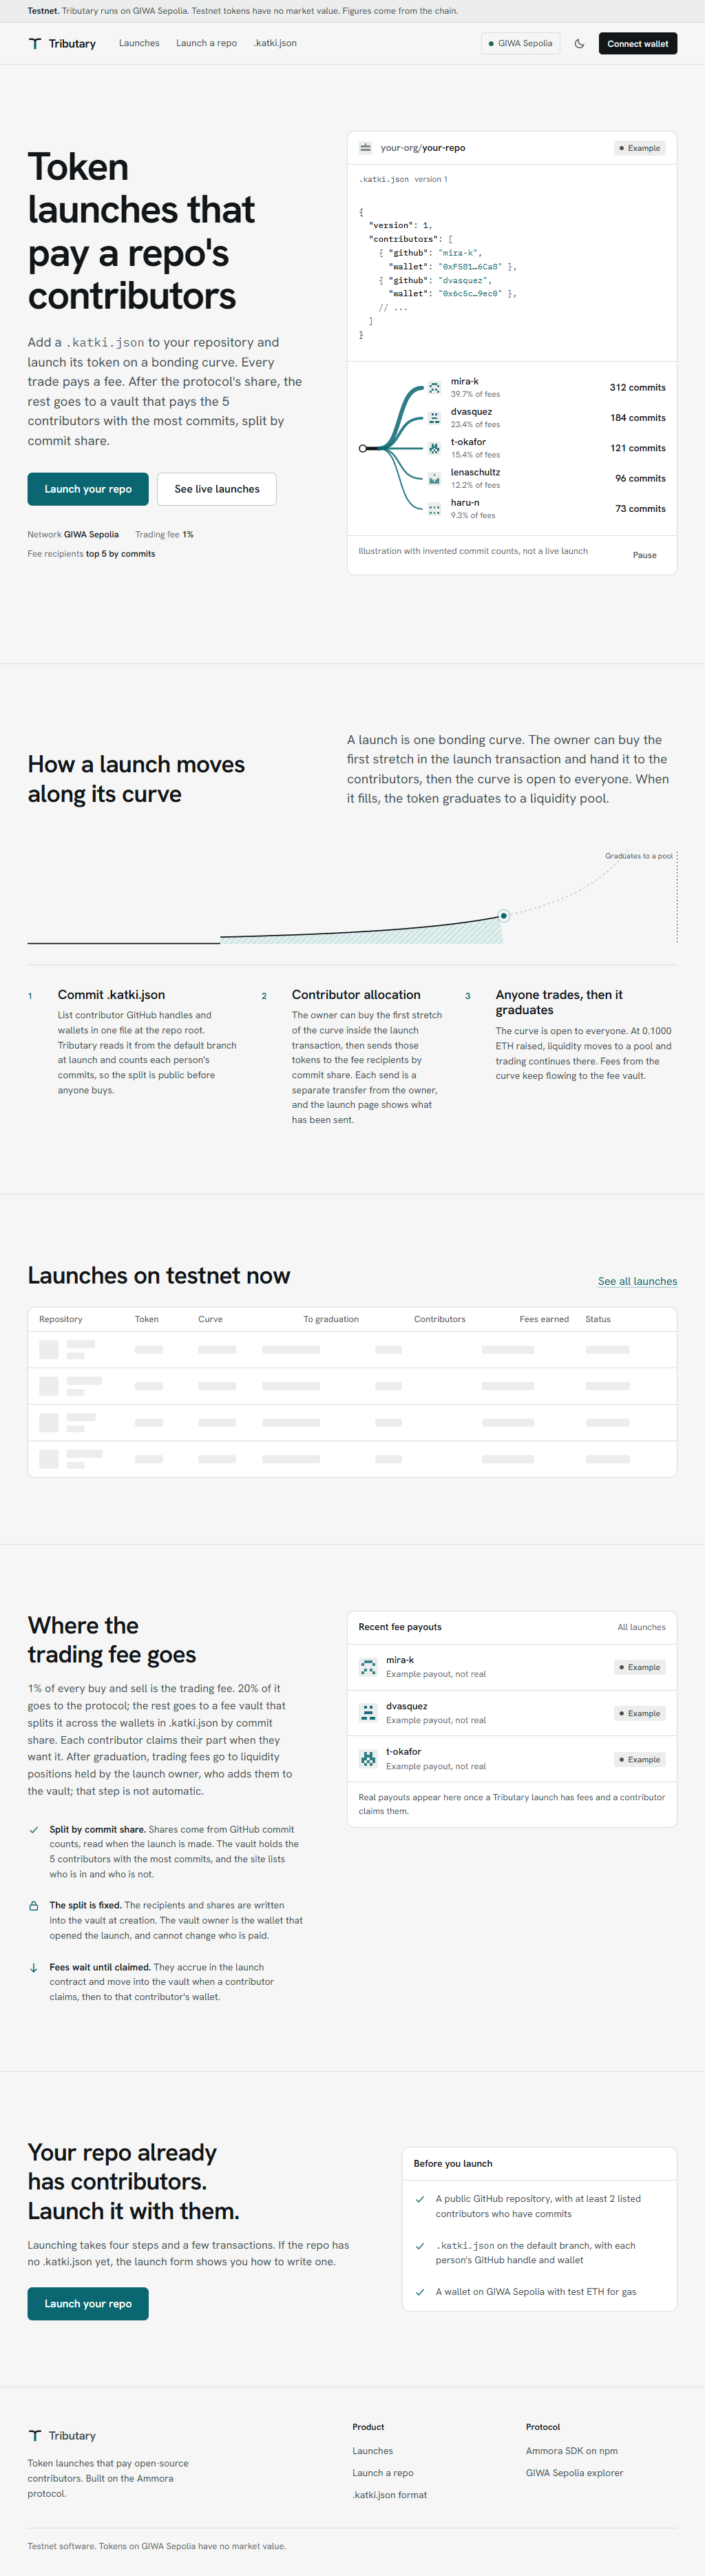 Testnet. Tributary runs on GIWA Sepolia. Testnet tokens have no market value. Figures come from the chain.
Tributary
Launches
Launch a repo
.katki.json
GIWA Sepolia
Connect wallet
Token
launches that
pay a repo's
contributors
Add a .katki.json to your repository and
launch its token on a bonding curve. Every
trade pays a fee. After the protocol's share, the
rest goes to a vault that pays the 5
contributors with the most commits, split by
commit share.
Launch your repo
See live launches
Network GIWA Sepolia
Trading fee 1%
Fee recipients top 5 by commits
your-org/your-repo
Example
.katki.json version 1
{
"version": 1,
"contributors": [
{ "github": "mira-k",
"wallet": "0xF581…6Ca8" },
{ "github": "dvasquez",
"wallet": "0x6c5c…9ec0" },
// ...
]
}
mira-k
39.7% of fees
312 commits
dvasquez
23.4% of fees
184 commits
t-okafor
15.4% of fees
121 commits
lenaschultz
12.2% of fees
96 commits
haru-n
9.3% of fees
73 commits
Illustration with invented commit counts, not a live launch
Pause
How a launch moves
along its curve
A launch is one bonding curve. The owner can buy the
first stretch in the launch transaction and hand it to the
contributors, then the curve is open to everyone. When
it fills, the token graduates to a liquidity pool.
Graduates to a pool
1
Commit .katki.json
List contributor GitHub handles and
wallets in one file at the repo root.
Tributary reads it from the default branch
at launch and counts each person's
commits, so the split is public before
anyone buys.
2
Contributor allocation
The owner can buy the first stretch
of the curve inside the launch
transaction, then sends those
tokens to the fee recipients by
commit share. Each send is a
separate transfer from the owner,
and the launch page shows what
has been sent.
3
Anyone trades, then it
graduates
The curve is open to everyone. At 0.1000
ETH raised, liquidity moves to a pool and
trading continues there. Fees from the
curve keep flowing to the fee vault.
Launches on testnet now
See all launches
Repository
Token
Curve
To graduation
Contributors
Fees earned
Status
Where the
trading fee goes
1% of every buy and sell is the trading fee. 20% of it
goes to the protocol; the rest goes to a fee vault that
splits it across the wallets in .katki.json by commit
share. Each contributor claims their part when they
want it. After graduation, trading fees go to liquidity
positions held by the launch owner, who adds them to
the vault; that step is not automatic.
Split by commit share. Shares come from GitHub commit
counts, read when the launch is made. The vault holds the
5 contributors with the most commits, and the site lists
who is in and who is not.
The split is fixed. The recipients and shares are written
into the vault at creation. The vault owner is the wallet that
opened the launch, and cannot change who is paid.
Fees wait until claimed. They accrue in the launch
contract and move into the vault when a contributor
claims, then to that contributor's wallet.
Recent fee payouts
All launches
mira-k
Example payout, not real
Example
dvasquez
Example payout, not real
Example
t-okafor
Example payout, not real
Example
Real payouts appear here once a Tributary launch has fees and a contributor
claims them.
Your repo already
has contributors.
Launch it with them.
Launching takes four steps and a few transactions. If the repo has
no .katki.json yet, the launch form shows you how to write one.
Launch your repo
Before you launch
A public GitHub repository, with at least 2 listed
contributors who have commits
.katki.json on the default branch, with each
person's GitHub handle and wallet
A wallet on GIWA Sepolia with test ETH for gas
Tributary
Token launches that pay open-source
contributors. Built on the Ammora
protocol.
Product
Launches
Launch a repo
.katki.json format
Protocol
Ammora SDK on npm
GIWA Sepolia explorer
Testnet software. Tokens on GIWA Sepolia have no market value.